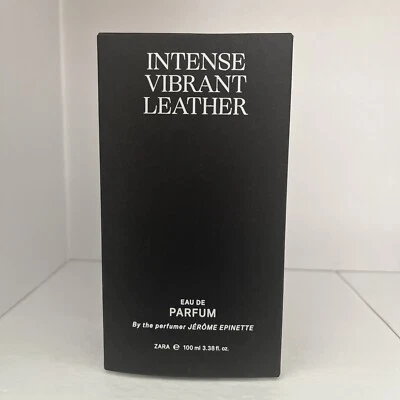 INTENSE
VIBRANT
LEATHER
EAU DE
PARFUM
By the perfumer JÉRÔME EPINETTE
ZARA ℮ 100 ml 3.38 fl. oz.